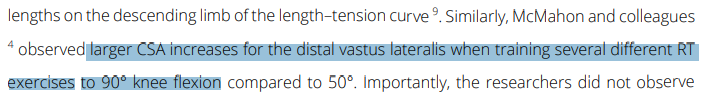 lengths on the descending limb of the length–tension curve ⁹. Similarly, McMahon and colleagues
⁴ observed larger CSA increases for the distal vastus lateralis when training several different RT
exercises to 90° knee flexion compared to 50°. Importantly, the researchers did not observe